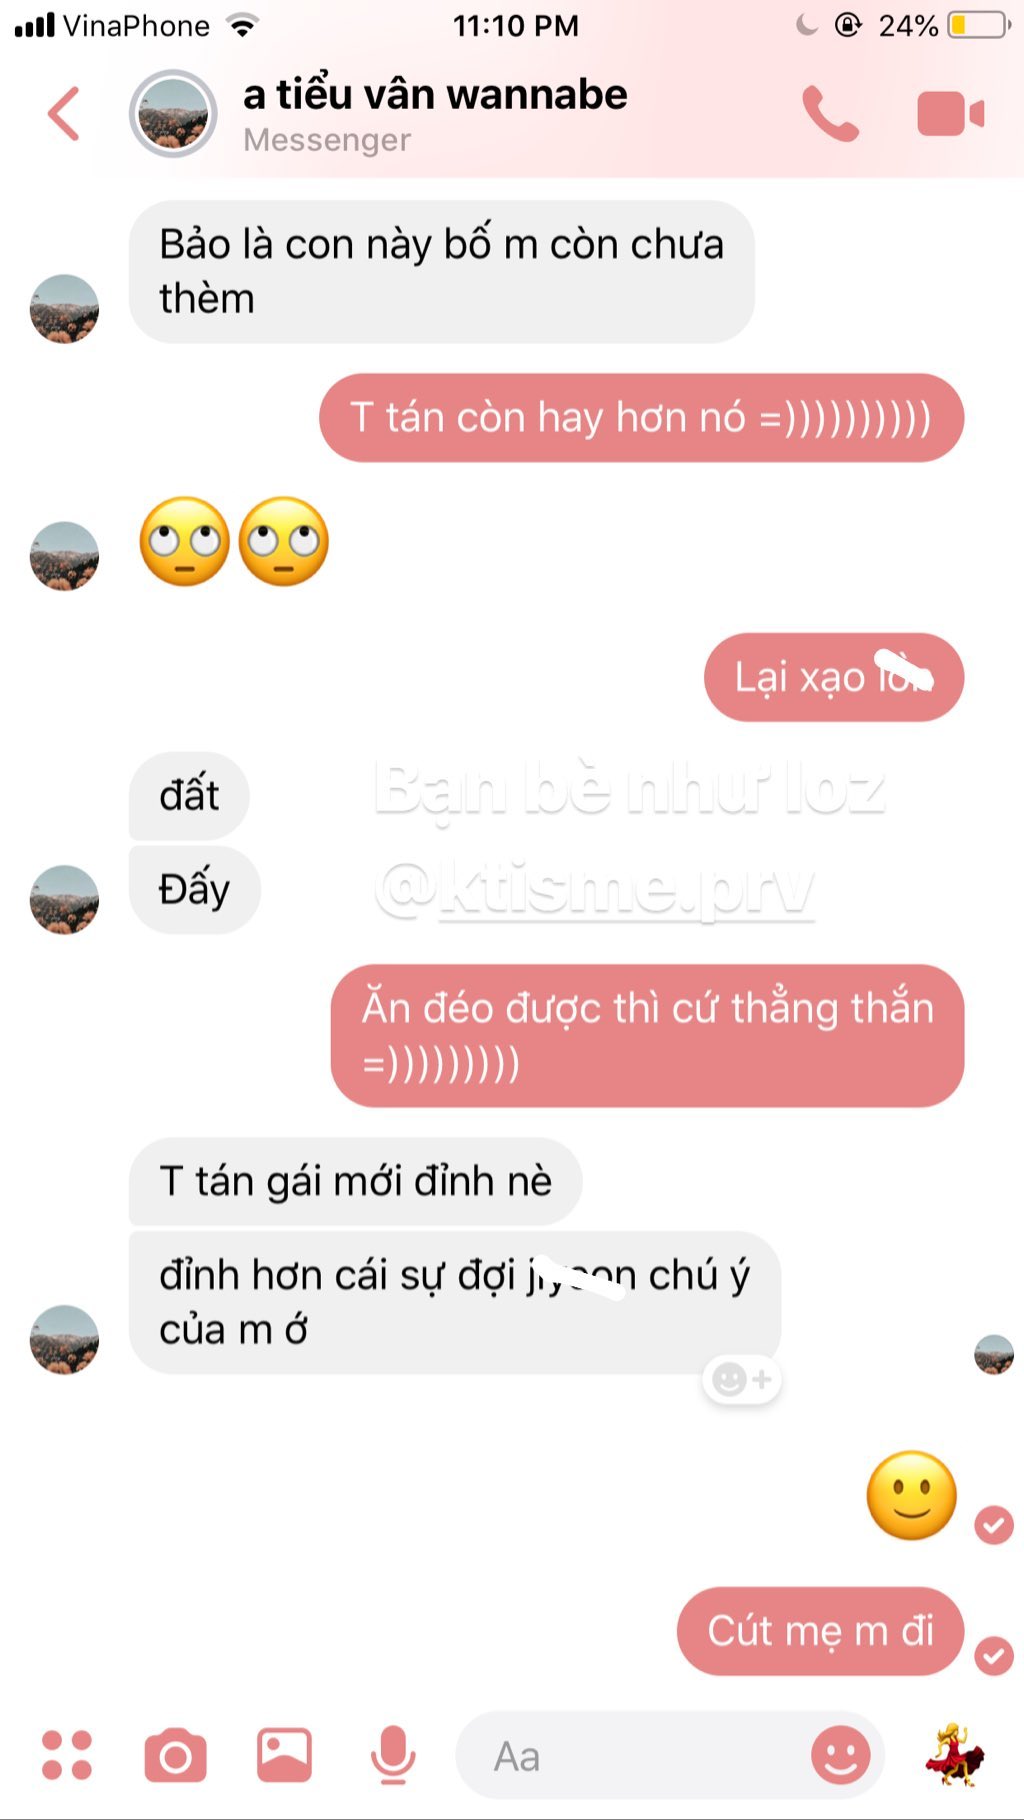 VinaPhone 11:10 PM 24%
a tiểu vân wannabe
Messenger
Bảo là con này bố m còn chưa
thèm
T tán còn hay hơn nó =))))))))))
Lại xạo lồn
đất
Bạn bè như loz
Đấy
@ktisme.prv
Ăn đéo được thì cứ thẳng thắn
=)))))))))
T tán gái mới đỉnh nè
đỉnh hơn cái sự đợi jiyeon chú ý
của m ớ
Cút mẹ m đi
Aa